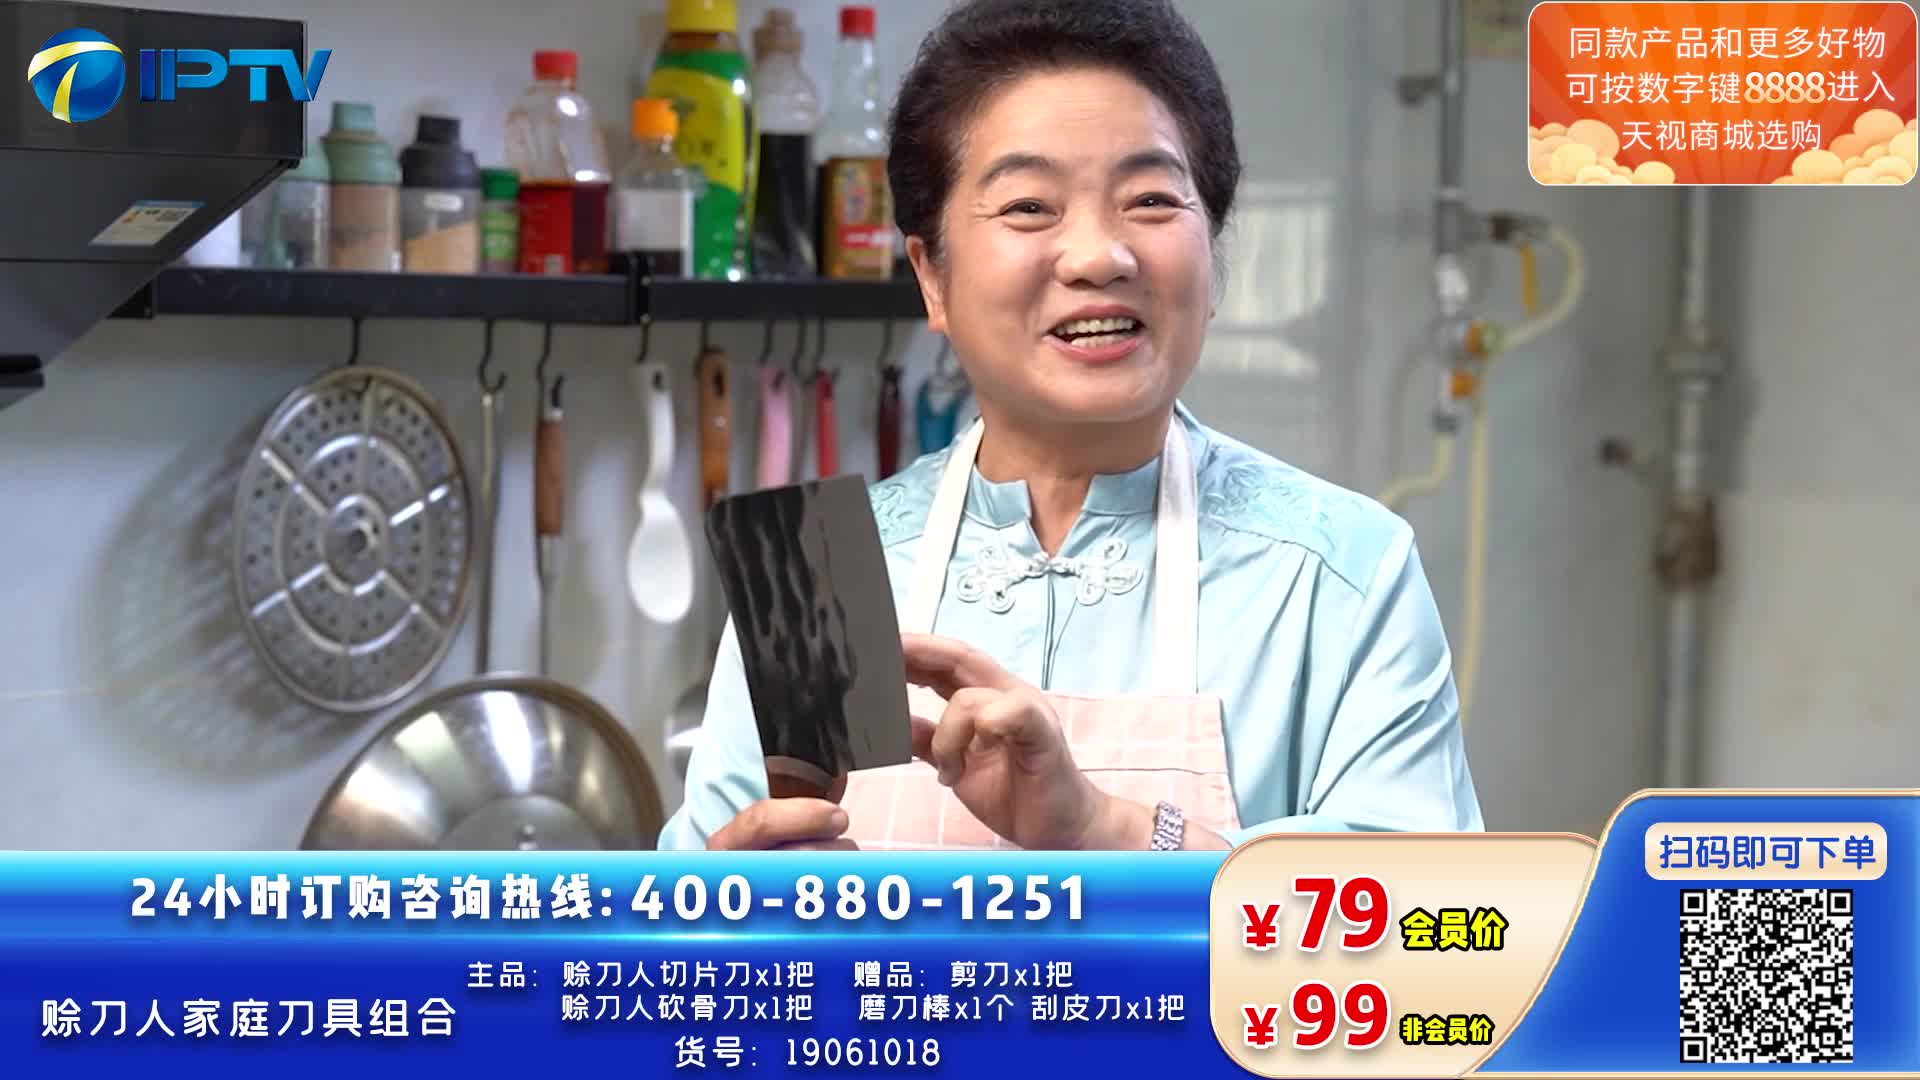 IPTV
同款产品和更多好物
可按数字键8888进入
天视商城选购
24小时订购咨询热线:400-880-1251
赊刀人家庭刀具组合
主品: 赊刀人切片刀x1把 赠品: 剪刀x1把
赊刀人砍骨刀x1把 磨刀棒x1个 刮皮刀x1把
货号: 19061018
¥79会员价
¥99非会员价
扫码即可下单